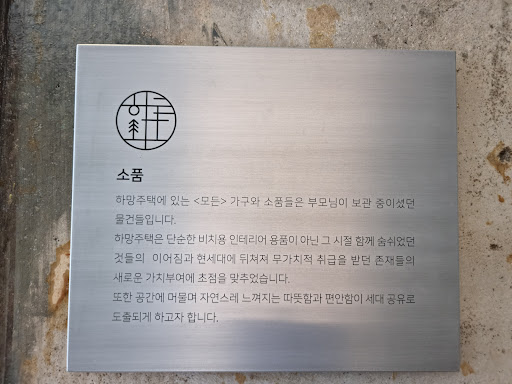 소품
하망주택에 있는 <모든> 가구와 소품들은 부모님이 보관 중이셨던
물건들입니다.
하망주택은 단순한 비치용 인테리어 용품이 아닌 그 시절 함께 숨쉬었던
것들의 이어짐과 현세대에 뒤쳐져 무가치적 취급을 받던 존재들의
새로운 가치부여에 초점을 맞추었습니다.
또한 공간에 머물며 자연스레 느껴지는 따뜻함과 편안함이 세대 공유로
도출되게 하고자 합니다.